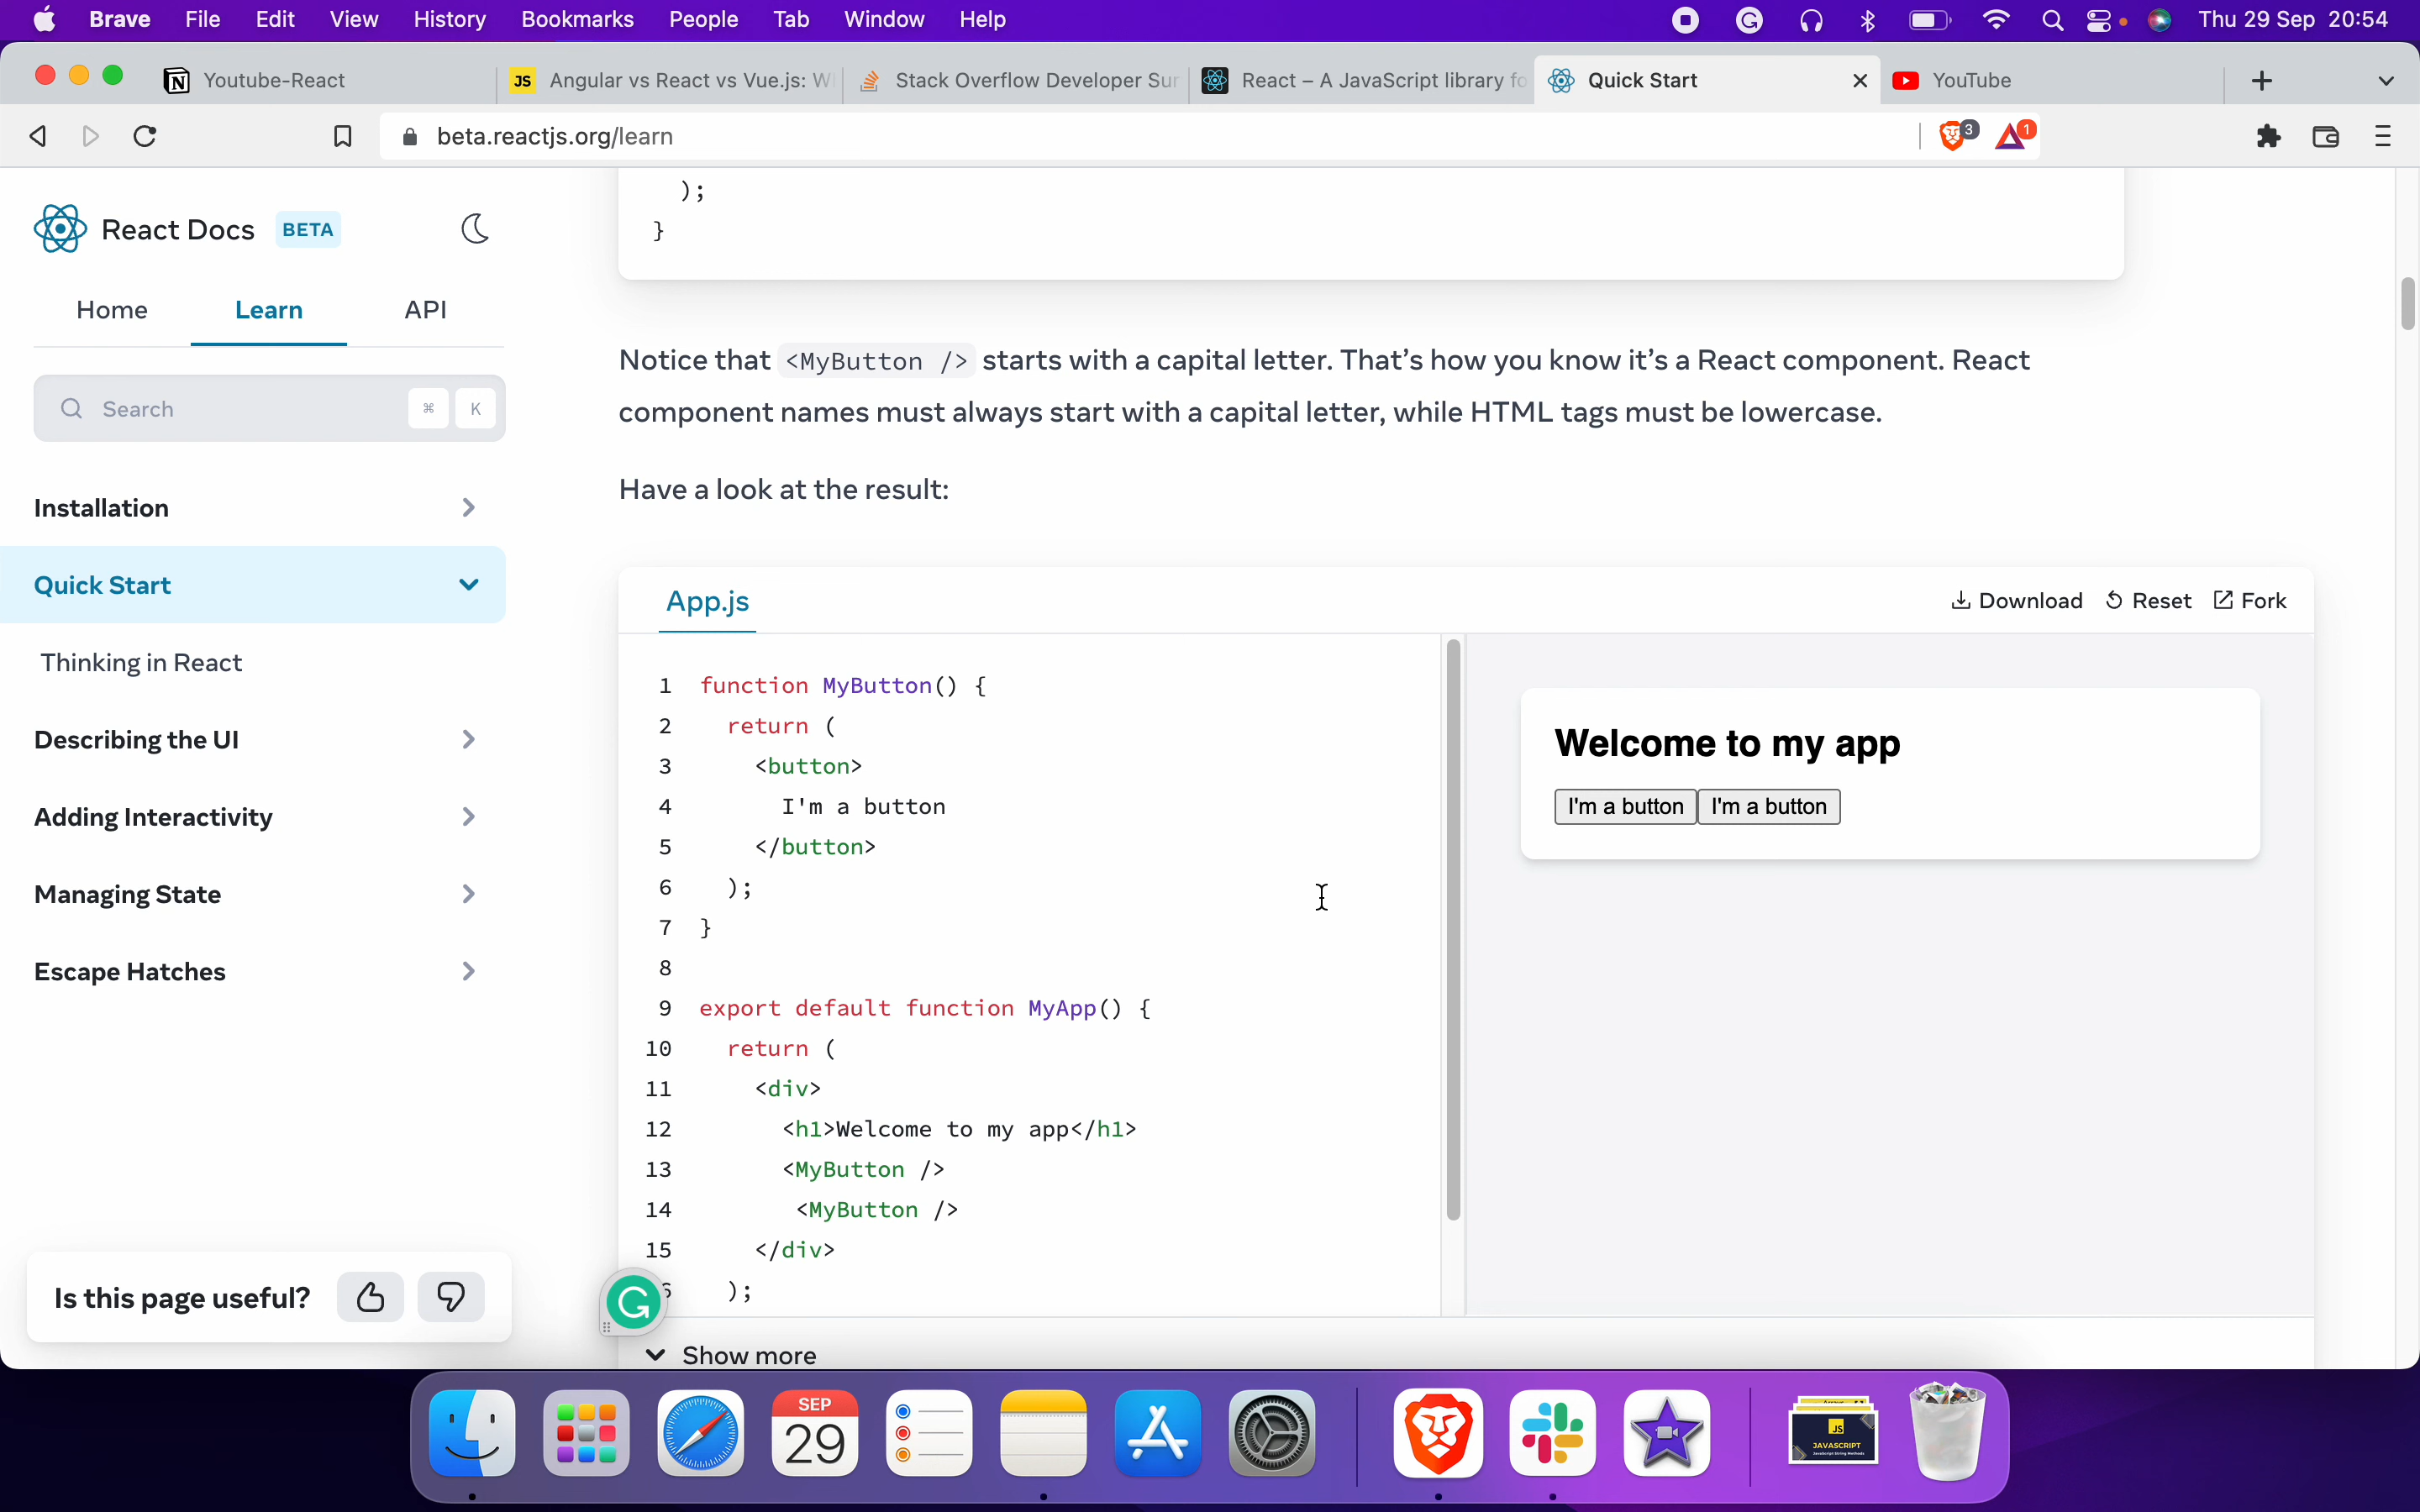 Brave File Edit View History Bookmarks People Tab Window Help Thu 29 Sep 20:54
Youtube-React
JS Angular vs React vs Vue.js: W
Stack Overflow Developer Sur
React – A JavaScript library fo
Quick Start
YouTube
beta.reactjs.org/learn
3
1
React Docs BETA
Home Learn API
Search ⌘ K
Installation
Quick Start
Thinking in React
Describing the UI
Adding Interactivity
Managing State
Escape Hatches
Is this page useful?
);
}
Notice that <MyButton /> starts with a capital letter. That’s how you know it’s a React component. React
component names must always start with a capital letter, while HTML tags must be lowercase.
Have a look at the result:
App.js
Download Reset Fork
1 function MyButton() {
2 return (
3 <button>
4 I'm a button
5 </button>
6 );
7 }
8
9 export default function MyApp() {
10 return (
11 <div>
12 <h1>Welcome to my app</h1>
13 <MyButton />
14 <MyButton />
15 </div>
6 );
Show more
Welcome to my app
I'm a button I'm a button
SEP
29
JS
JAVASCRIPT